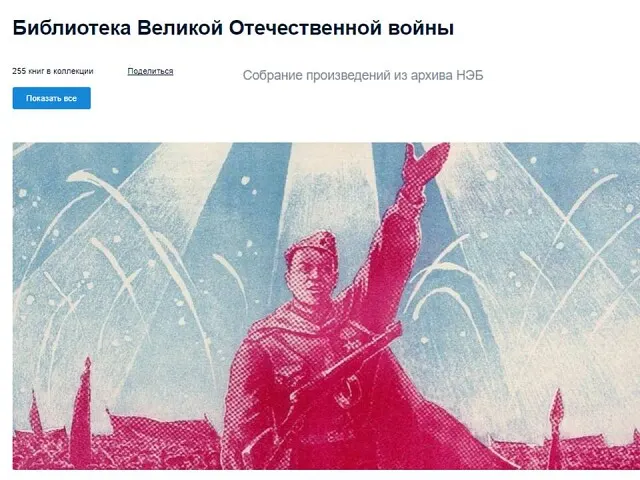 Библиотека Великой Отечественной войны
255 книг в коллекции
Поделиться
Собрание произведений из архива НЭБ
Показать все